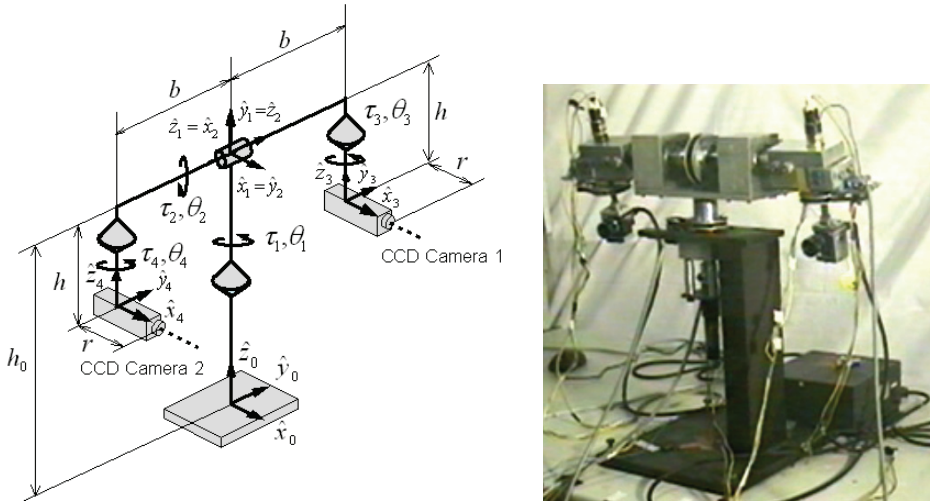 b
b
ŷ₁=ẑ₂
ẑ₁=x̂₂
τ₃,θ₃
h
x̂₁=ŷ₂
ẑ₃
ŷ₃
r
x̂₃
τ₂,θ₂
τ₁,θ₁
CCD Camera 1
τ₄,θ₄
ẑ₄
ŷ₄
h
x̂₄
r
h₀
CCD Camera 2
ẑ₀
ŷ₀
x̂₀